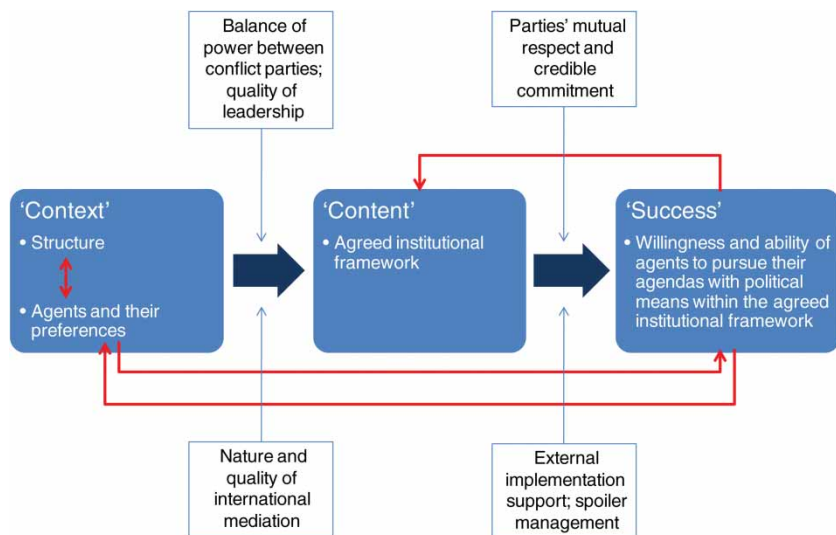 Balance of
power between
conflict parties;
quality of
leadership
Parties’ mutual
respect and
credible
commitment
‘Context’
• Structure
• Agents and their
preferences
‘Content’
• Agreed institutional
framework
‘Success’
• Willingness and ability of
agents to pursue their
agendas with political
means within the agreed
institutional framework
Nature and
quality of
international
mediation
External
implementation
support; spoiler
management